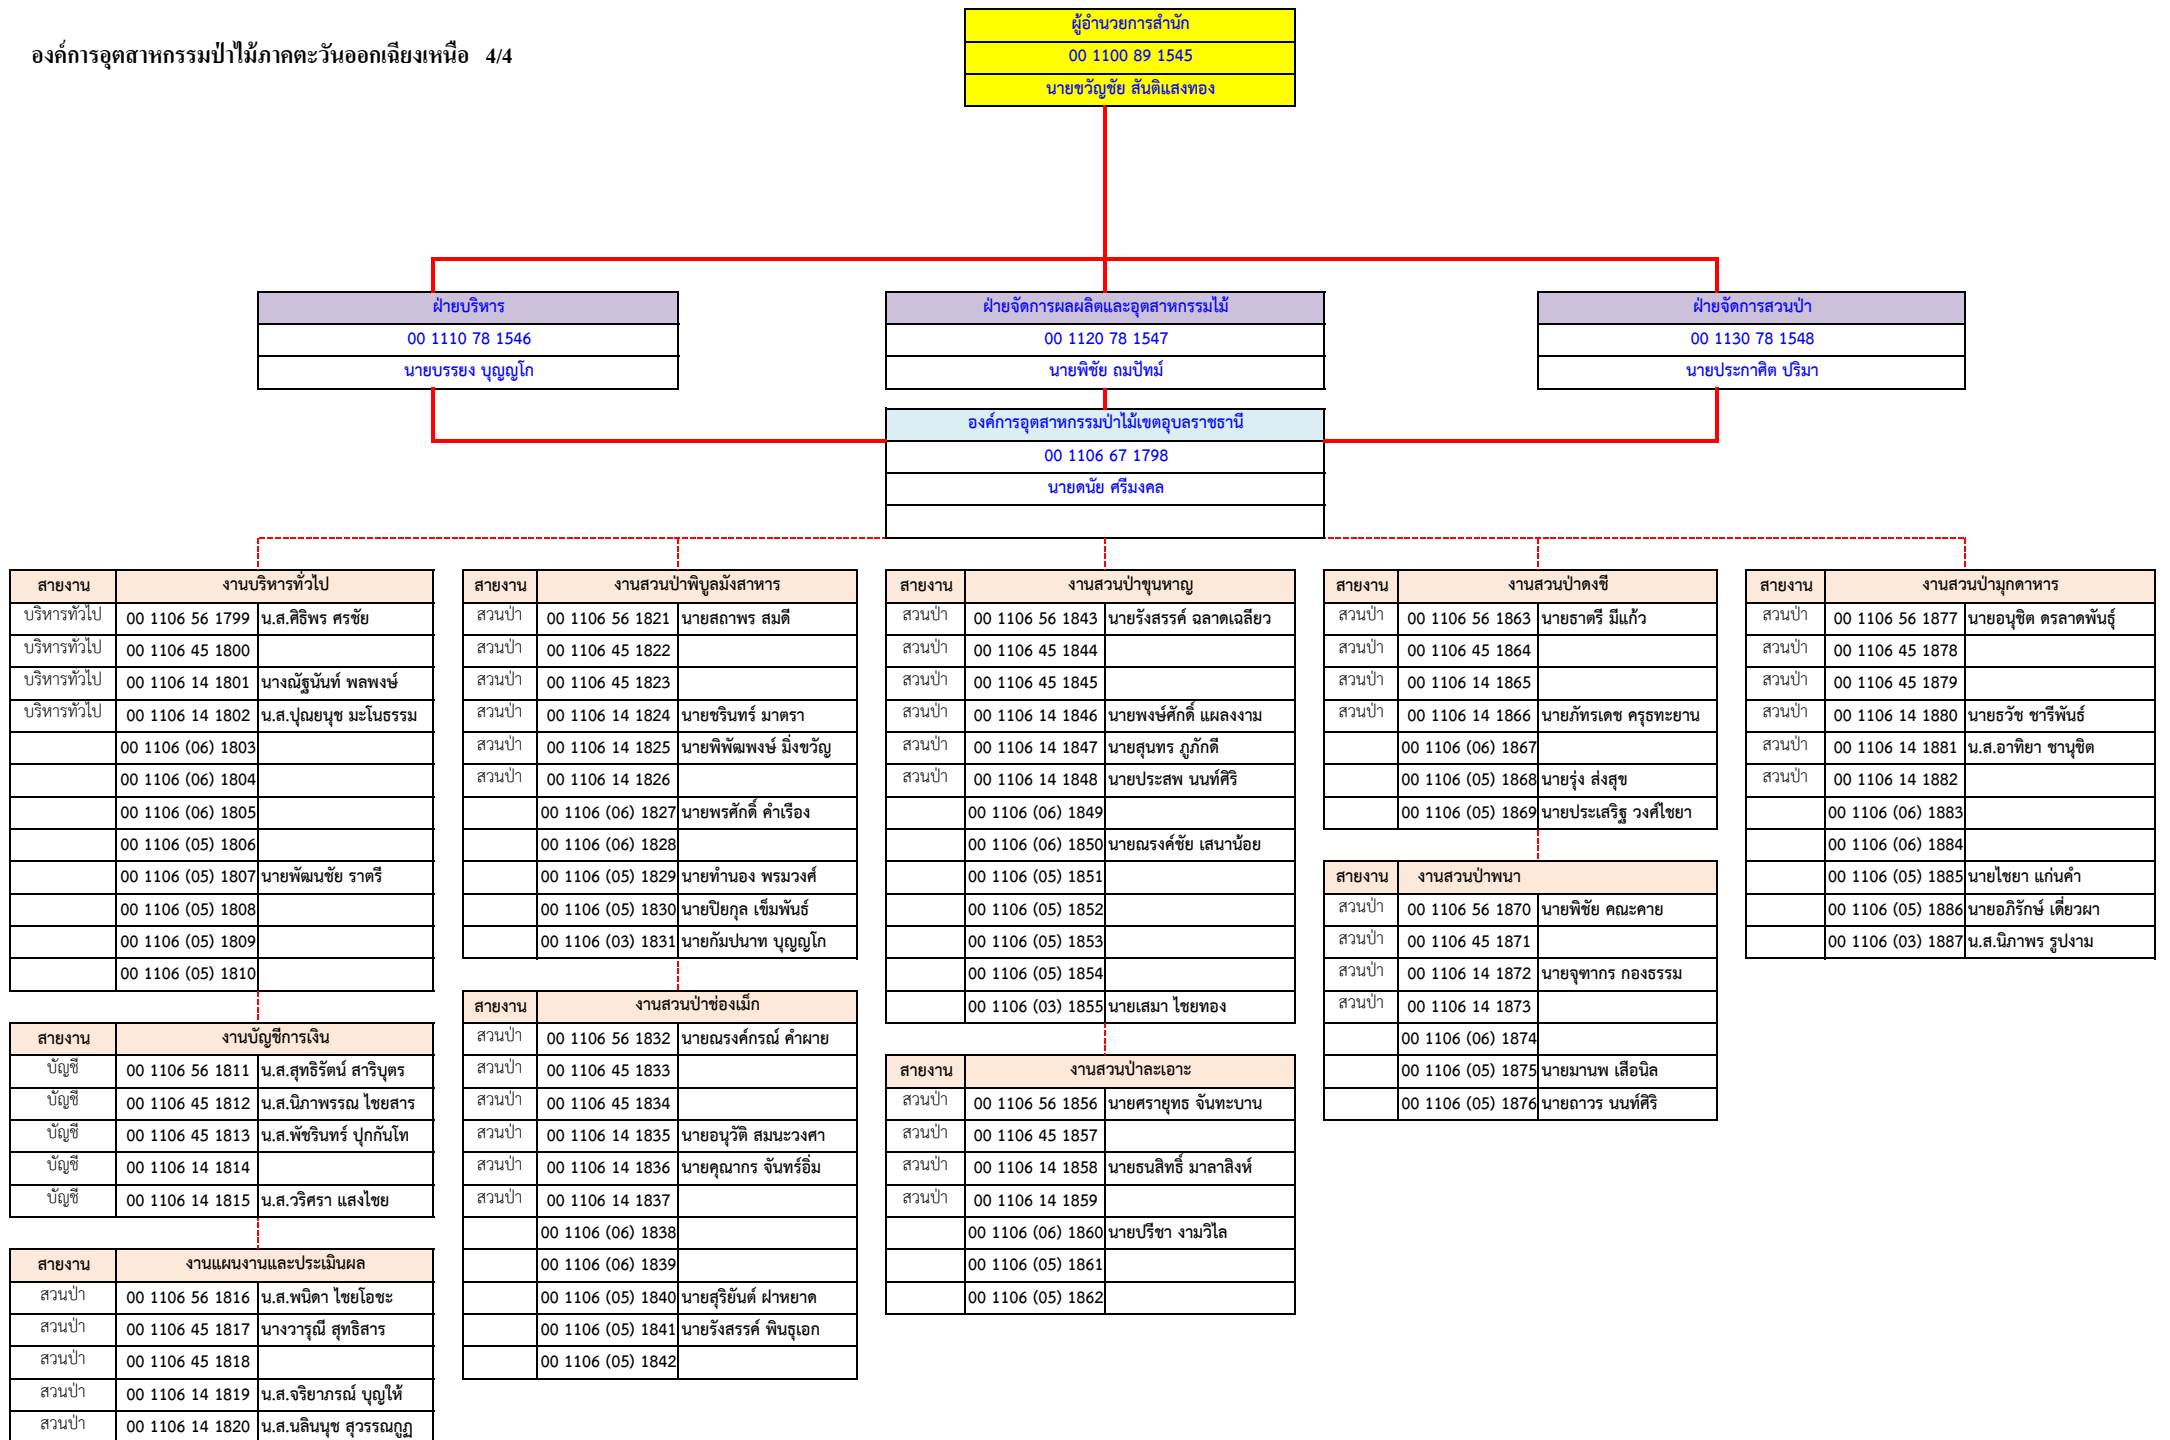 องค์การอุตสาหกรรมป่าไม้ภาคตะวันออกเฉียงเหนือ 4/4
ผู้อำนวยการสำนัก
00 1100 89 1545
นายขวัญชัย สันติแสงทอง
ฝ่ายบริหาร
00 1110 78 1546
นายบรรยง บุญญโก
ฝ่ายจัดการผลผลิตและอุตสาหกรรมไม้
00 1120 78 1547
นายพิชัย ถมปัทม์
ฝ่ายจัดการสวนป่า
00 1130 78 1548
นายประกาศิต ปริมา
องค์การอุตสาหกรรมป่าไม้เขตอุบลราชธานี
00 1106 67 1798
นายดนัย ศรีมงคล
สายงาน งานบริหารทั่วไป
บริหารทั่วไป 00 1106 56 1799 น.ส.ศิธิพร ศรชัย
บริหารทั่วไป 00 1106 45 1800
บริหารทั่วไป 00 1106 14 1801 นางณัฐนันท์ พลพงษ์
บริหารทั่วไป 00 1106 14 1802 น.ส.ปุณยนุช มะโนธรรม
00 1106 (06) 1803
00 1106 (06) 1804
00 1106 (06) 1805
00 1106 (05) 1806
00 1106 (05) 1807 นายพัฒนชัย ราตรี
00 1106 (05) 1808
00 1106 (05) 1809
00 1106 (05) 1810
สายงาน งานบัญชีการเงิน
บัญชี 00 1106 56 1811 น.ส.สุทธิรัตน์ สาริบุตร
บัญชี 00 1106 45 1812 น.ส.นิภาพรรณ ไชยสาร
บัญชี 00 1106 45 1813 น.ส.พัชรินทร์ ปุกกันโท
บัญชี 00 1106 14 1814
บัญชี 00 1106 14 1815 น.ส.วริศรา แสงไชย
สายงาน งานแผนงานและประเมินผล
สวนป่า 00 1106 56 1816 น.ส.พนิดา ไชยโอชะ
สวนป่า 00 1106 45 1817 นางวารุณี สุทธิสาร
สวนป่า 00 1106 45 1818
สวนป่า 00 1106 14 1819 น.ส.จริยาภรณ์ บุญให้
สวนป่า 00 1106 14 1820 น.ส.นลินนุช สุวรรณกูฏ
สายงาน งานสวนป่าพิบูลมังสาหาร
สวนป่า 00 1106 56 1821 นายสถาพร สมดี
สวนป่า 00 1106 45 1822
สวนป่า 00 1106 45 1823
สวนป่า 00 1106 14 1824 นายชรินทร์ มาตรา
สวนป่า 00 1106 14 1825 นายพิพัฒพงษ์ มิ่งขวัญ
สวนป่า 00 1106 14 1826
00 1106 (06) 1827 นายพรศักดิ์ คำเรือง
00 1106 (06) 1828
00 1106 (05) 1829 นายทำนอง พรมวงศ์
00 1106 (05) 1830 นายปิยกุล เข็มพันธ์
00 1106 (03) 1831 นายกัมปนาท บุญญโก
สายงาน งานสวนป่าช่องเม็ก
สวนป่า 00 1106 56 1832 นายณรงค์กรณ์ คำผาย
สวนป่า 00 1106 45 1833
สวนป่า 00 1106 45 1834
สวนป่า 00 1106 14 1835 นายอนุวัติ สมนะวงศา
สวนป่า 00 1106 14 1836 นายคุณากร จันทร์อิ่ม
สวนป่า 00 1106 14 1837
00 1106 (06) 1838
00 1106 (06) 1839
00 1106 (05) 1840 นายสุริยันต์ ฝาหยาด
00 1106 (05) 1841 นายรังสรรค์ พินธุเอก
00 1106 (05) 1842
สายงาน งานสวนป่าขุนหาญ
สวนป่า 00 1106 56 1843 นายรังสรรค์ ฉลาดเฉลียว
สวนป่า 00 1106 45 1844
สวนป่า 00 1106 45 1845
สวนป่า 00 1106 14 1846 นายพงษ์ศักดิ์ แผลงงาม
สวนป่า 00 1106 14 1847 นายสุนทร ภูภักดี
สวนป่า 00 1106 14 1848 นายประสพ นนท์ศิริ
00 1106 (06) 1849
00 1106 (06) 1850 นายณรงค์ชัย เสนาน้อย
00 1106 (05) 1851
00 1106 (05) 1852
00 1106 (05) 1853
00 1106 (05) 1854
00 1106 (03) 1855 นายเสมา ไชยทอง
สายงาน งานสวนป่าละเอาะ
สวนป่า 00 1106 56 1856 นายศรายุทธ จันทะบาน
สวนป่า 00 1106 45 1857
สวนป่า 00 1106 14 1858 นายธนสิทธิ์ มาลาสิงห์
สวนป่า 00 1106 14 1859
00 1106 (06) 1860 นายปรีชา งามวิไล
00 1106 (05) 1861
00 1106 (05) 1862
สายงาน งานสวนป่าดงชี
สวนป่า 00 1106 56 1863 นายธาตรี มีแก้ว
สวนป่า 00 1106 45 1864
สวนป่า 00 1106 14 1865
สวนป่า 00 1106 14 1866 นายภัทรเดช ครุธทะยาน
00 1106 (06) 1867
00 1106 (05) 1868 นายรุ่ง ส่งสุข
00 1106 (05) 1869 นายประเสริฐ วงศ์ไชยา
สายงาน งานสวนป่าพนา
สวนป่า 00 1106 56 1870 นายพิชัย คณะคาย
สวนป่า 00 1106 45 1871
สวนป่า 00 1106 14 1872 นายจุฑากร กองธรรม
สวนป่า 00 1106 14 1873
00 1106 (06) 1874
00 1106 (05) 1875 นายมานพ เสือนิล
00 1106 (05) 1876 นายถาวร นนท์ศิริ
สายงาน งานสวนป่ามุกดาหาร
สวนป่า 00 1106 56 1877 นายอนุชิต ดรลาดพันธุ์
สวนป่า 00 1106 45 1878
สวนป่า 00 1106 45 1879
สวนป่า 00 1106 14 1880 นายธวัช ชารีพันธ์
สวนป่า 00 1106 14 1881 น.ส.อาทิยา ชานุชิต
สวนป่า 00 1106 14 1882
00 1106 (06) 1883
00 1106 (06) 1884
00 1106 (05) 1885 นายไชยา แก่นคำ
00 1106 (05) 1886 นายอภิรักษ์ เดี่ยวผา
00 1106 (03) 1887 น.ส.นิภาพร รูปงาม